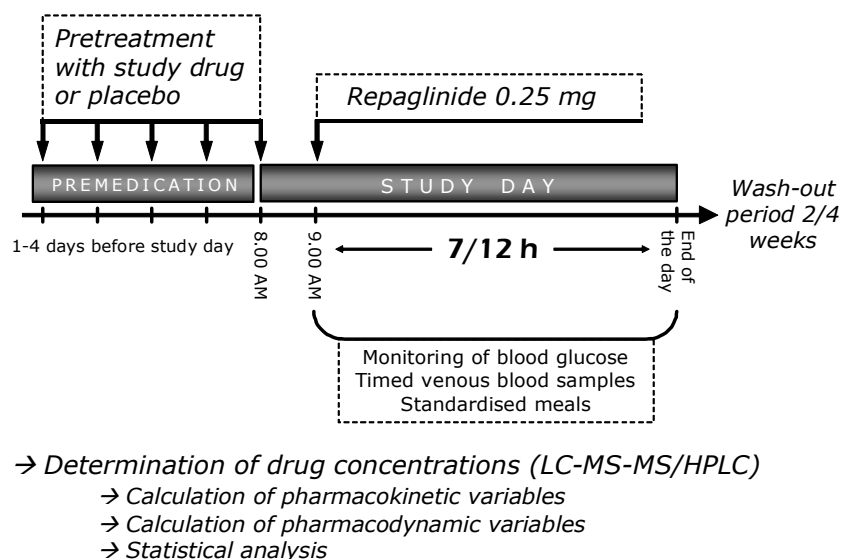 Pretreatment
with study drug
or placebo
Repaglinide 0.25 mg
PREMEDICATION
STUDY DAY
Wash-out
period 2/4
weeks
1-4 days before study day
8.00 AM
9.00 AM
7/12 h
End of
the day
Monitoring of blood glucose
Timed venous blood samples
Standardised meals
→ Determination of drug concentrations (LC-MS-MS/HPLC)
→ Calculation of pharmacokinetic variables
→ Calculation of pharmacodynamic variables
→ Statistical analysis